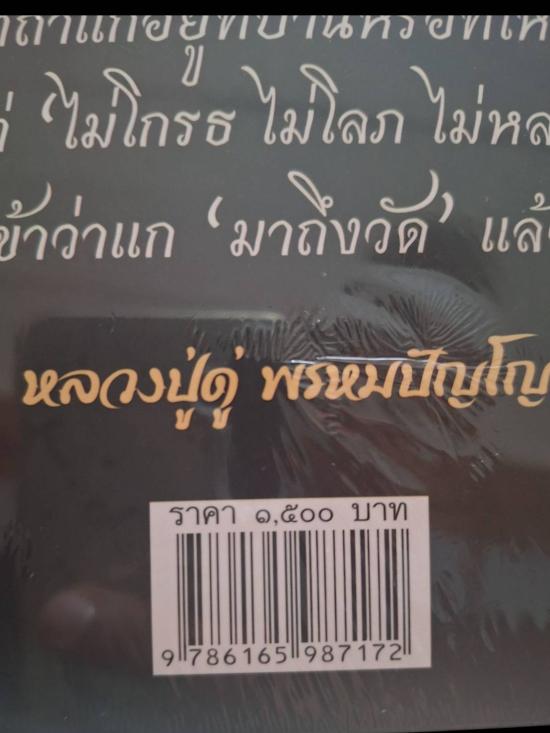 ถ้าแกอยู่ที่บ้านหรือที่ไห
'ไม่โกรธ ไม่โลภ ไม่หล
ข้าว่าแก 'มาถึงวัด' แล้ว
หลวงปู่ดู่ พรหมปัญโญ
ราคา ๑,๕๐๐ บาท
9 786165 987172